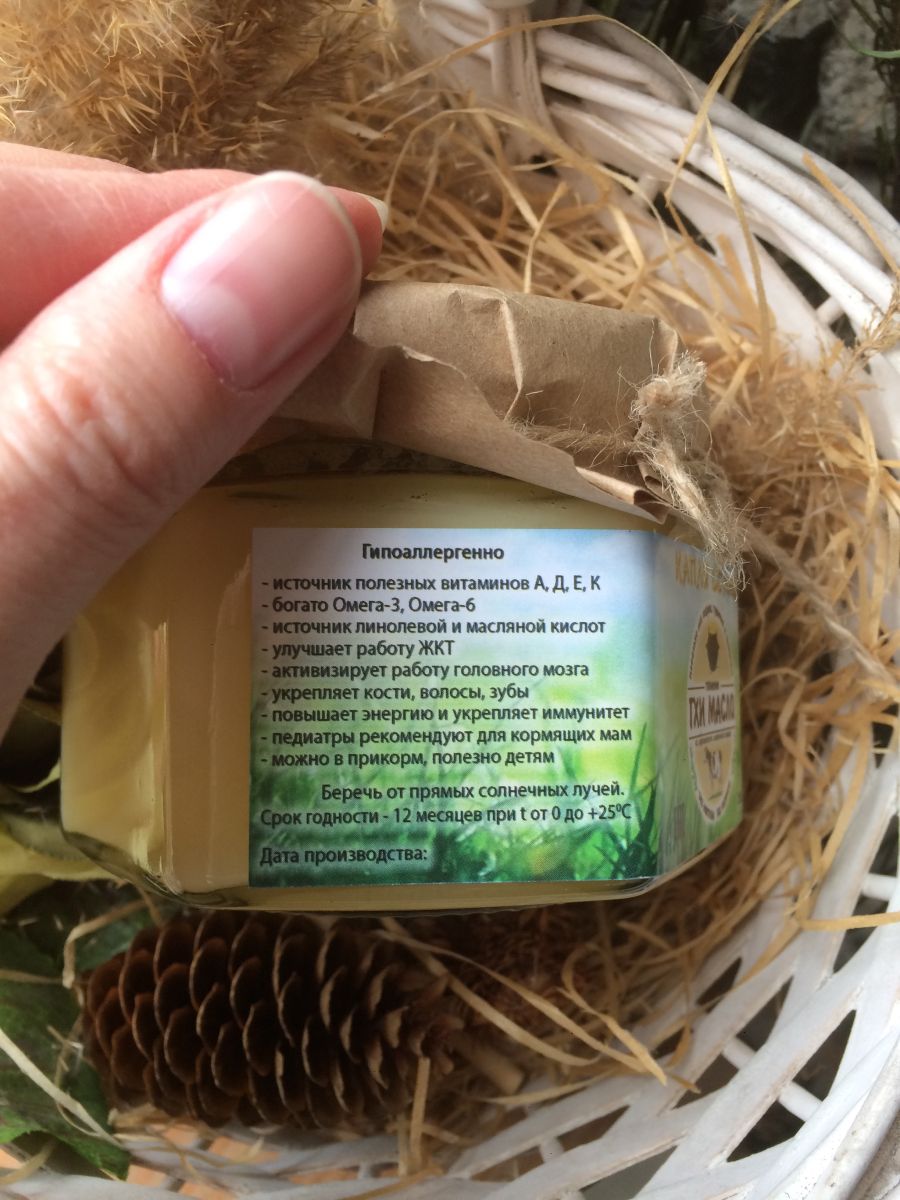 Гипоаллергенно
- источник полезных витаминов А, Д, Е, К
- богато Омега-3, Омега-6
- источник линолевой и масляной кислот
- улучшает работу ЖКТ
- активизирует работу головного мозга
- укрепляет кости, волосы, зубы
- повышает энергию и укрепляет иммунитет
- педиатры рекомендуют для кормящих мам
- можно в прикорм, полезно детям
Беречь от прямых солнечных лучей.
Срок годности - 12 месяцев при t от 0 до +25⁰С
Дата производства:
ГХИ МАСЛО